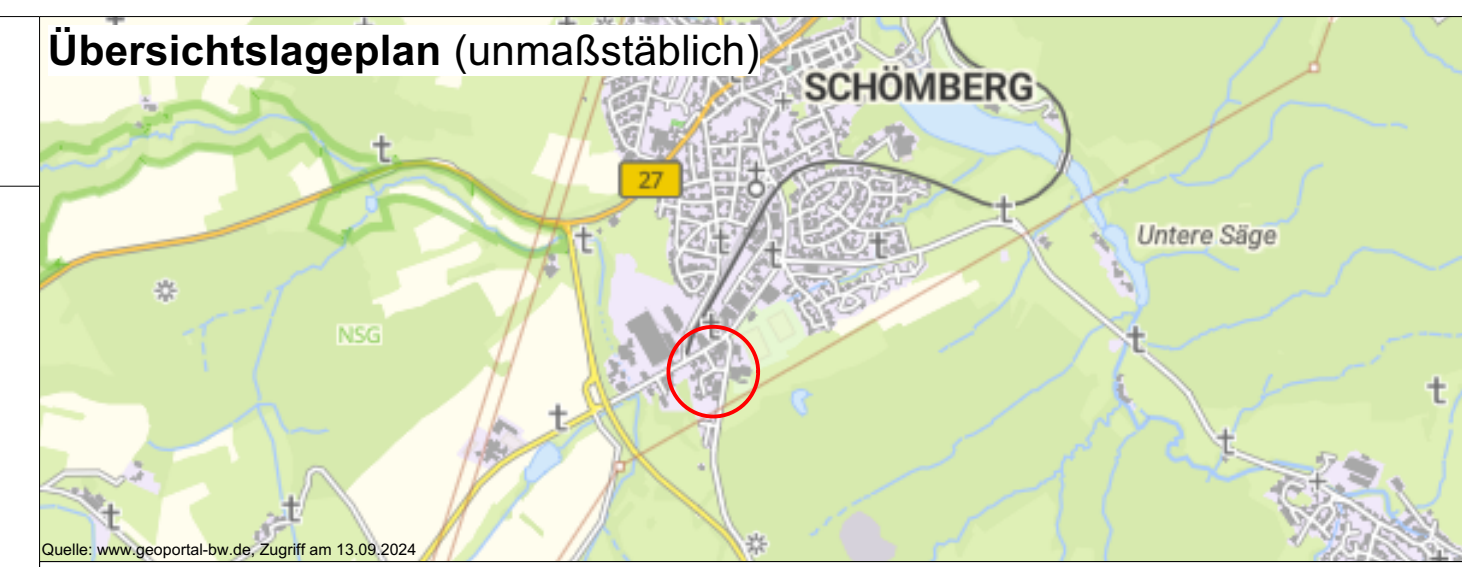 Übersichtslageplan (unmaßstäblich)
SCHÖMBERG
27
Untere Säge
NSG
Quelle: www.geoportal-bw.de, Zugriff am 13.09.2024